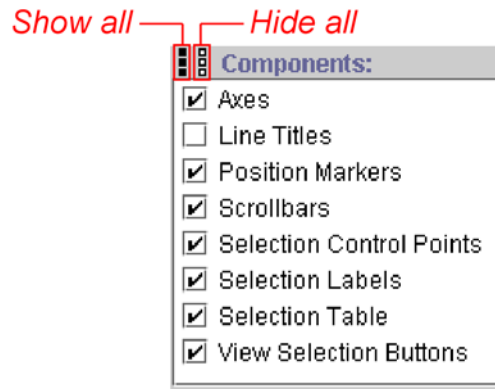 Show all Hide all
Components:
Axes
Line Titles
Position Markers
Scrollbars
Selection Control Points
Selection Labels
Selection Table
View Selection Buttons